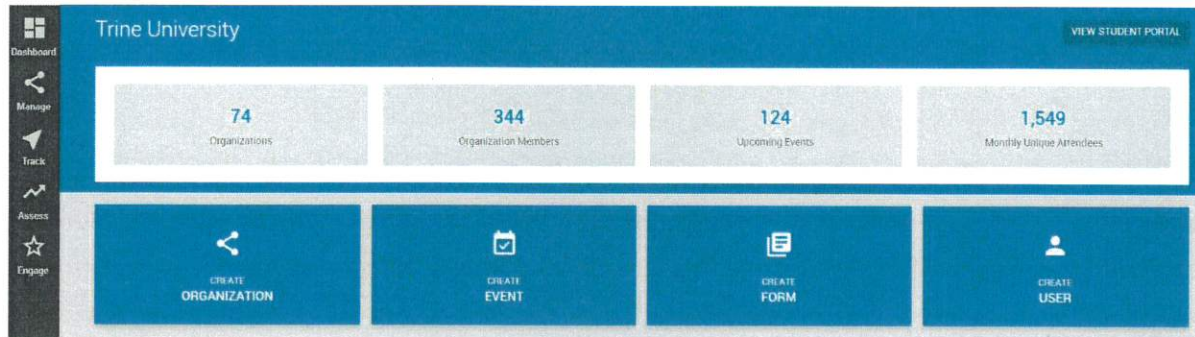 Trine University
VIEW STUDENT PORTAL
Dashboard
Manage
Track
Assess
Engage
74
Organizations
344
Organization Members
124
Upcoming Events
1,549
Monthly Unique Attendees
CREATE
ORGANIZATION
CREATE
EVENT
CREATE
FORM
CREATE
USER